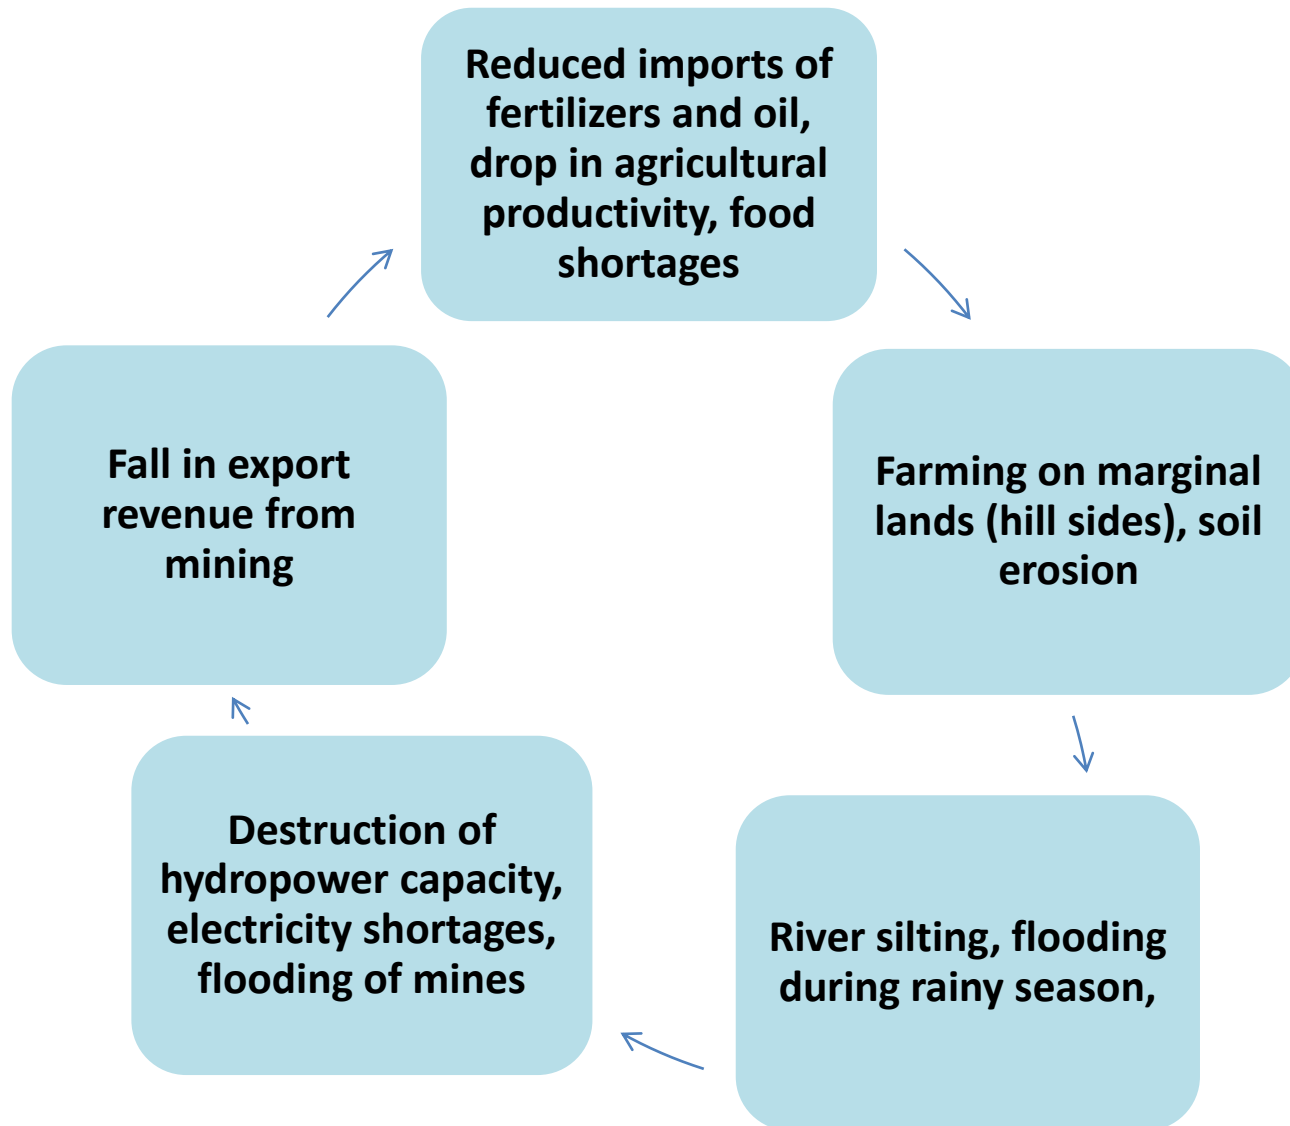 Reduced imports of
fertilizers and oil,
drop in agricultural
productivity, food
shortages
Farming on marginal
lands (hill sides), soil
erosion
River silting, flooding
during rainy season,
Destruction of
hydropower capacity,
electricity shortages,
flooding of mines
Fall in export
revenue from
mining